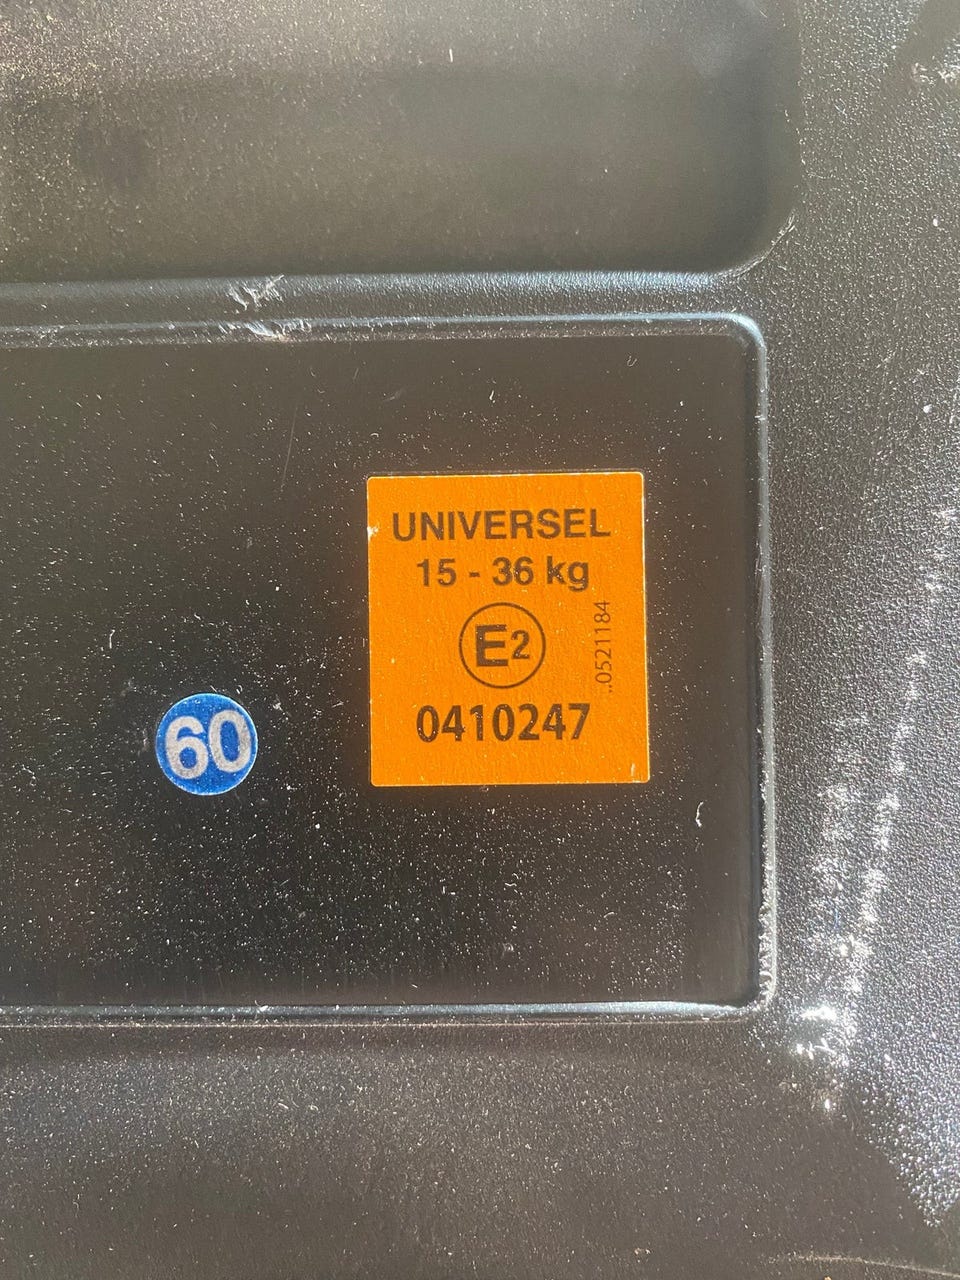 UNIVERSEL
15 - 36 kg
E2
..0521184
0410247
60